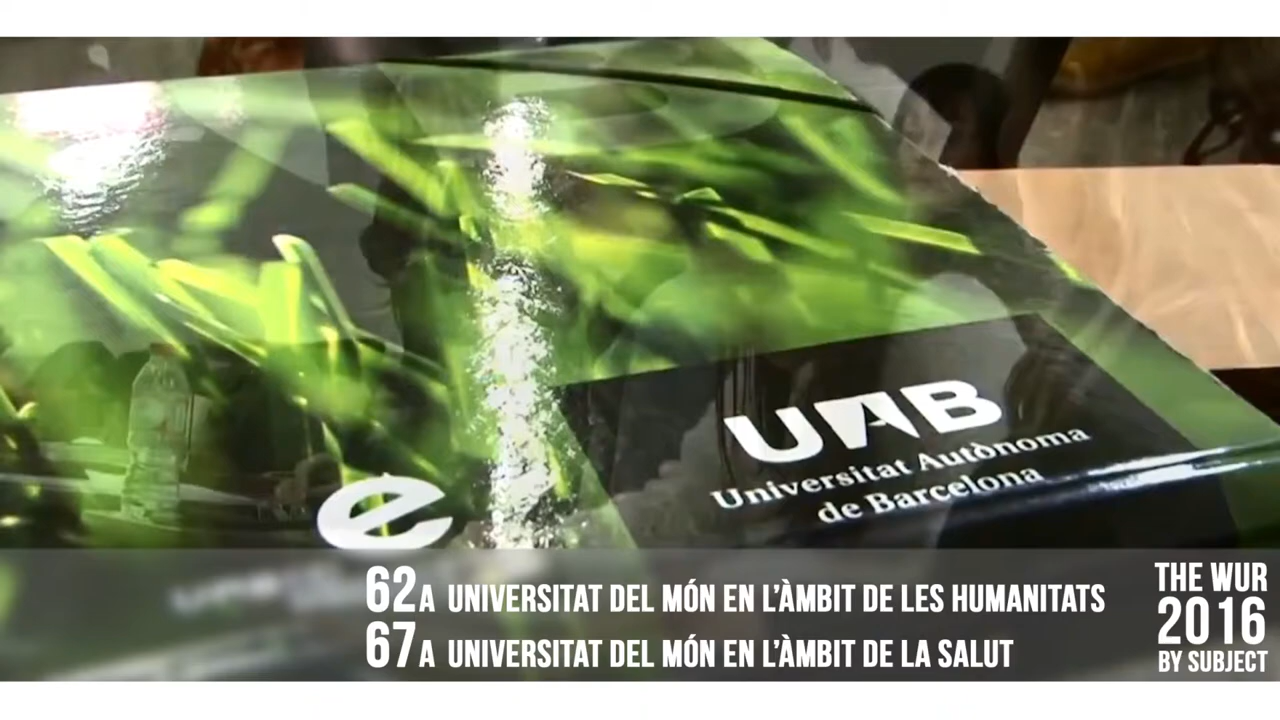 UAB
Universitat Autònoma
de Barcelona
e
62A UNIVERSITAT DEL MÓN EN L'ÀMBIT DE LES HUMANITATS
67A UNIVERSITAT DEL MÓN EN L'ÀMBIT DE LA SALUT
THE WUR
2016
BY SUBJECT